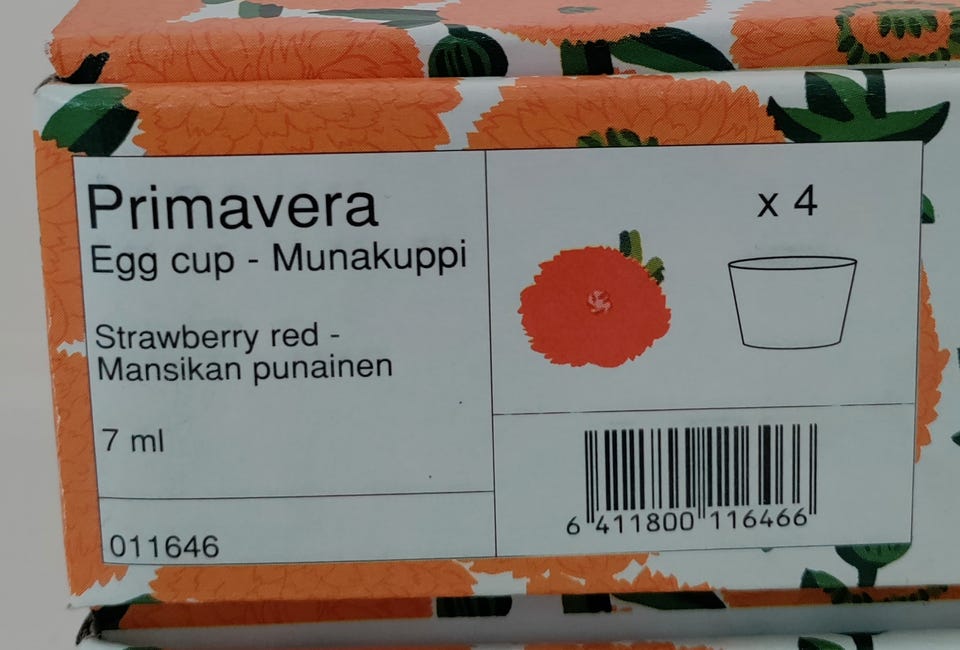 Primavera
Egg cup - Munakuppi
Strawberry red -
Mansikan punainen
7 ml
011646
x 4
6 411800 116466